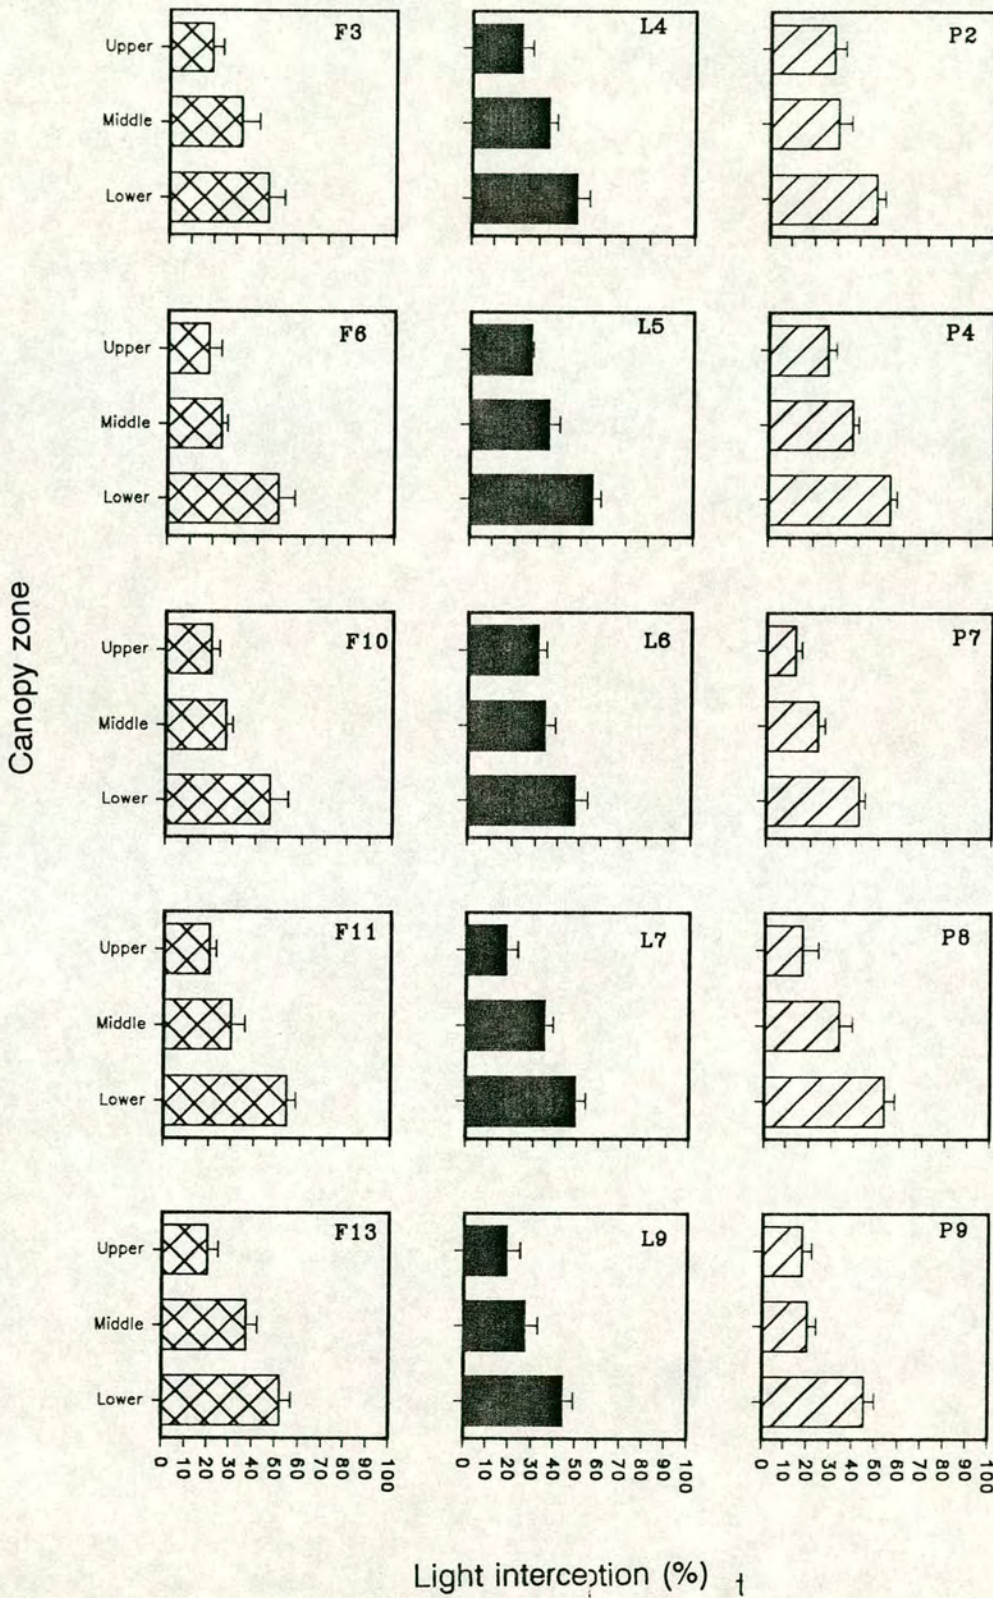 F3
L4
P2
Upper
Middle
Lower
F6
L5
P4
Upper
Middle
Lower
F10
L6
P7
Upper
Middle
Lower
F11
L7
P8
Upper
Middle
Lower
F13
L9
P9
Upper
Middle
Lower
0 10 20 30 40 50 60 70 80 90 100
0 10 20 30 40 50 60 70 80 90 100
0 10 20 30 40 50 60 70 80 90 100
Canopy zone
Light interception (%)